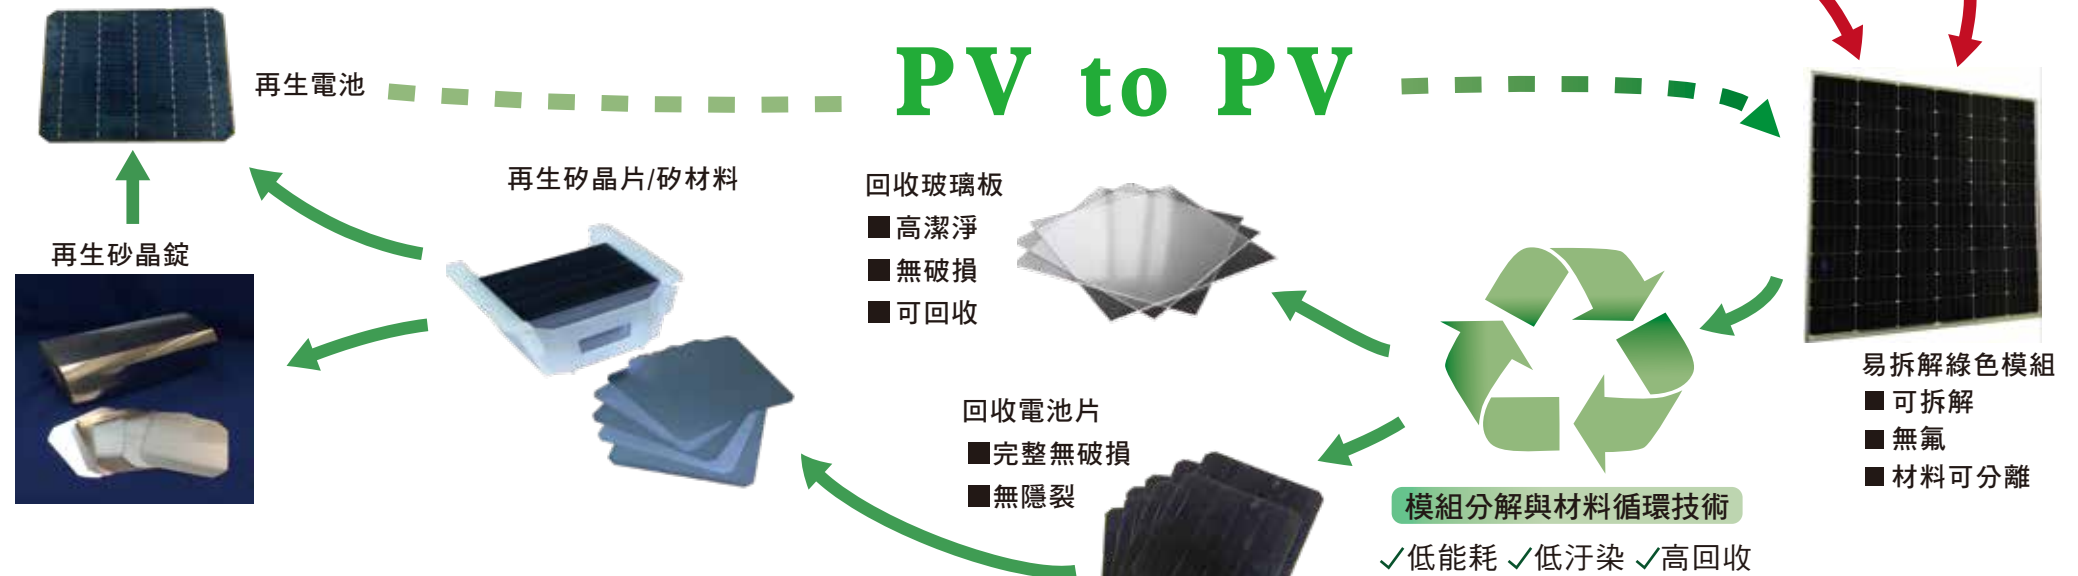 PV to PV
再生電池
再生矽晶片/矽材料
再生砂晶錠
回收玻璃板
■高潔淨
■無破損
■可回收
回收電池片
■完整無破損
■無隱裂
易拆解綠色模組
■可拆解
■無氟
■材料可分離
模組分解與材料循環技術
✓低能耗 ✓低汙染 ✓高回收